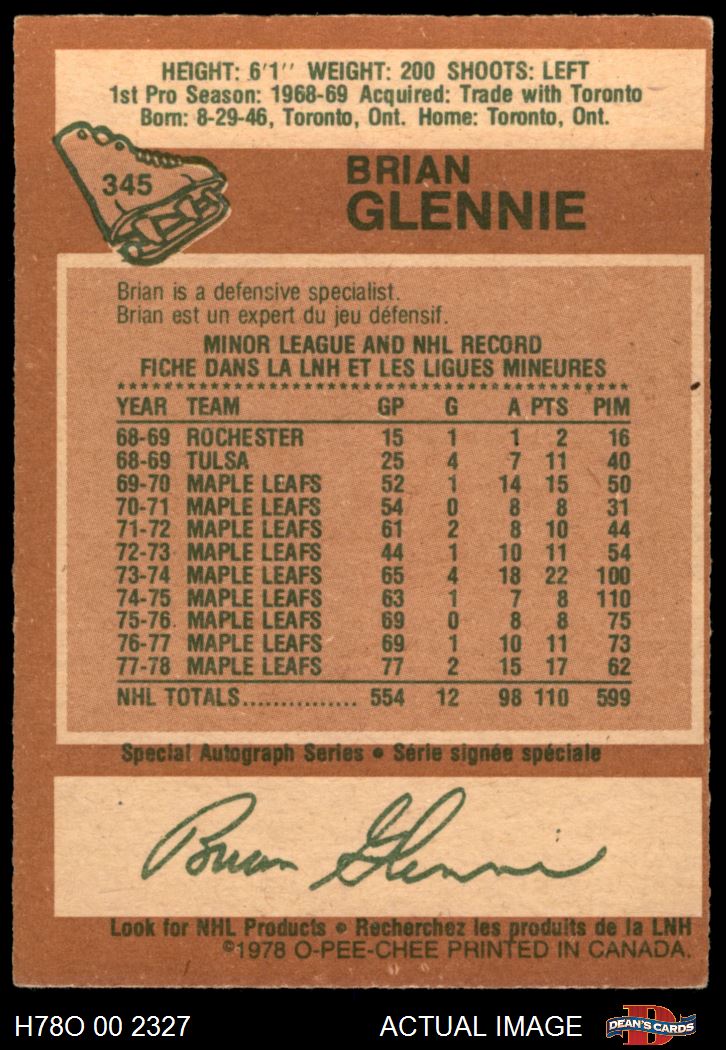 HEIGHT: 6'1" WEIGHT: 200 SHOOTS: LEFT
1st Pro Season: 1968-69 Acquired: Trade with Toronto
Born: 8-29-46, Toronto, Ont. Home: Toronto, Ont.
345
BRIAN
GLENNIE
Brian is a defensive specialist.
Brian est un expert du jeu défensif.
MINOR LEAGUE AND NHL RECORD
FICHE DANS LA LNH ET LES LIGUES MINEURES
YEAR TEAM GP G A PTS PIM
68-69 ROCHESTER 15 1 1 2 16
68-69 TULSA 25 4 7 11 40
69-70 MAPLE LEAFS 52 1 14 15 50
70-71 MAPLE LEAFS 54 0 8 8 31
71-72 MAPLE LEAFS 61 2 8 10 44
72-73 MAPLE LEAFS 44 1 10 11 54
73-74 MAPLE LEAFS 65 4 18 22 100
74-75 MAPLE LEAFS 63 1 7 8 110
75-76 MAPLE LEAFS 69 0 8 8 75
76-77 MAPLE LEAFS 69 1 10 11 73
77-78 MAPLE LEAFS 77 2 15 17 62
NHL TOTALS............... 554 12 98 110 599
Special Autograph Series • Série signée spéciale
Brian Glennie
Look for NHL Products • Recherchez les produits de la LNH
©1978 O-PEE-CHEE PRINTED IN CANADA.
H78O 00 2327 ACTUAL IMAGE D DEAN'S CARDS